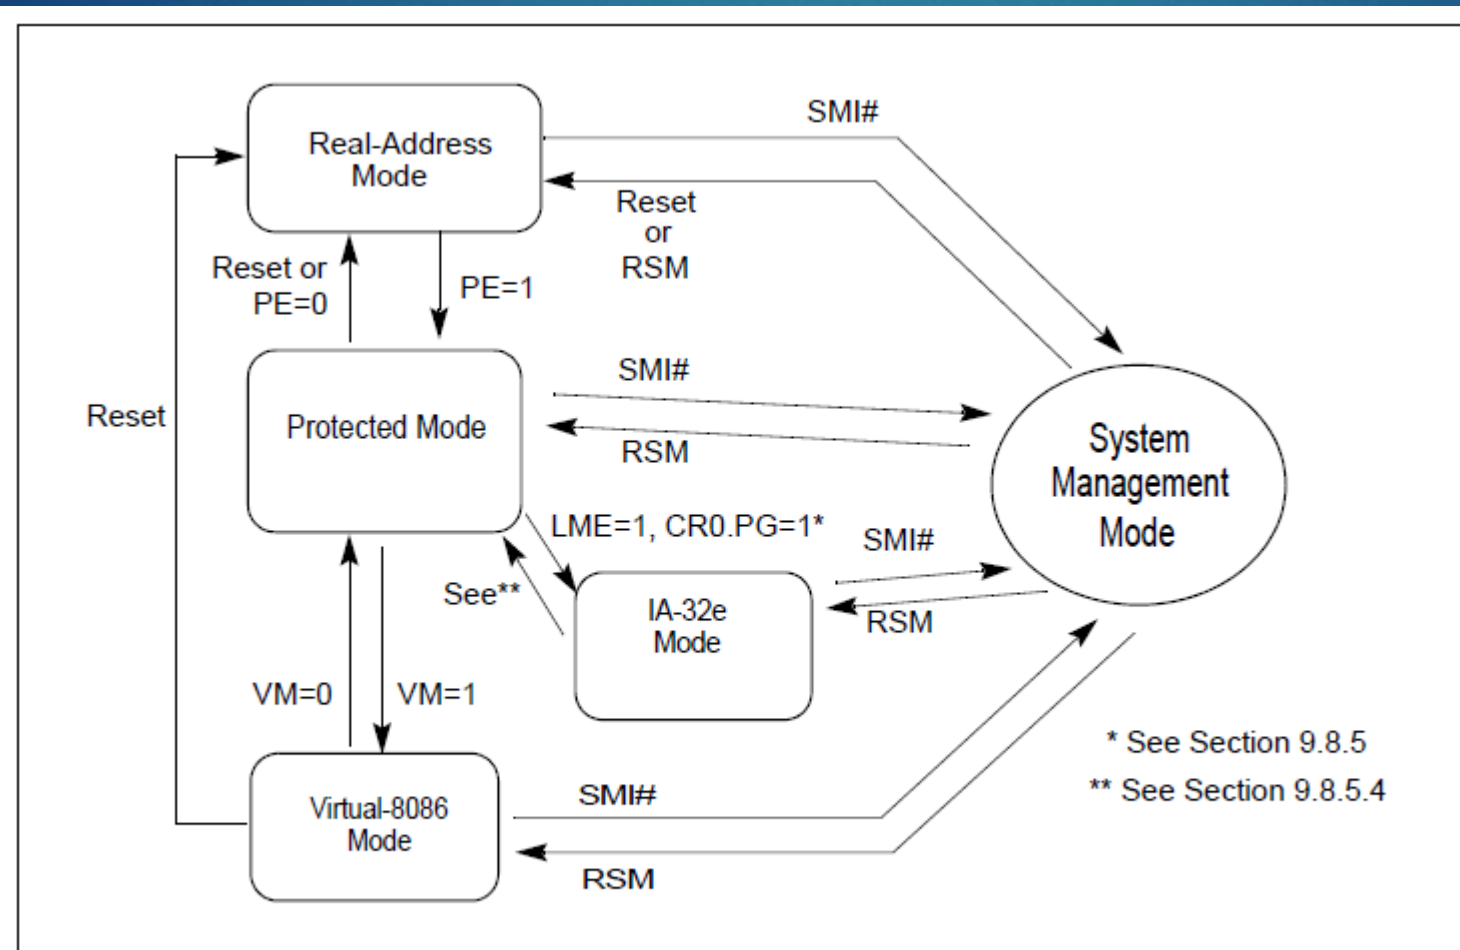 SMI#
Real-Address
Mode
Reset
or
RSM
Reset or
PE=0
PE=1
SMI#
Reset
Protected Mode
RSM
System
Management
Mode
LME=1, CR0.PG=1*
SMI#
See**
IA-32e
Mode
RSM
VM=0
VM=1
* See Section 9.8.5
** See Section 9.8.5.4
SMI#
Virtual-8086
Mode
RSM